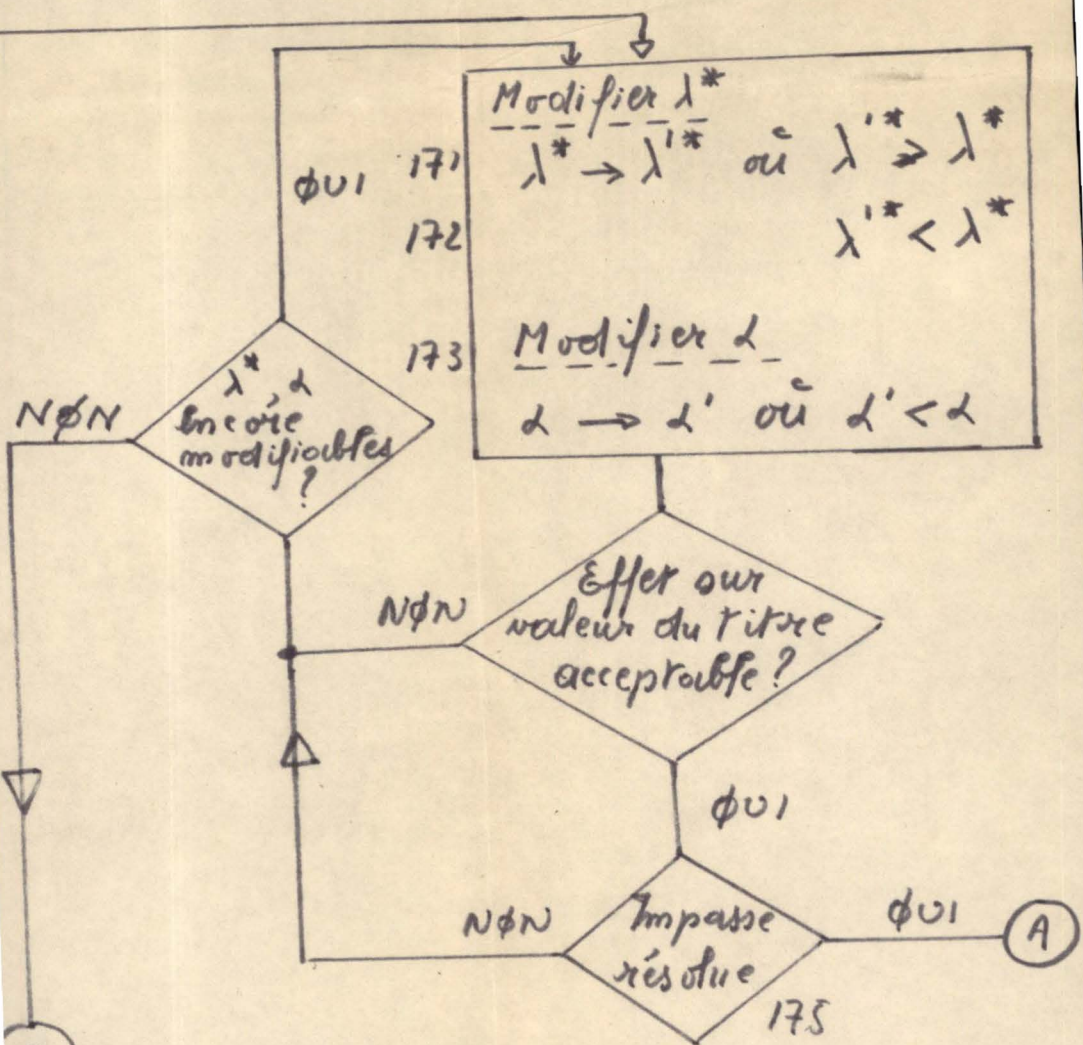 Modifier λ*
171 λ* → λ'* où λ'* > λ*
172 λ'* < λ*
173 Modifier α
α → α' où α' < α
ØUI
λ*, α
Encore
modifiables
?
NØN
Effet sur
valeur du titre
acceptable ?
NØN
ØUI
Impasse
résolue
NØN
ØUI
A
175